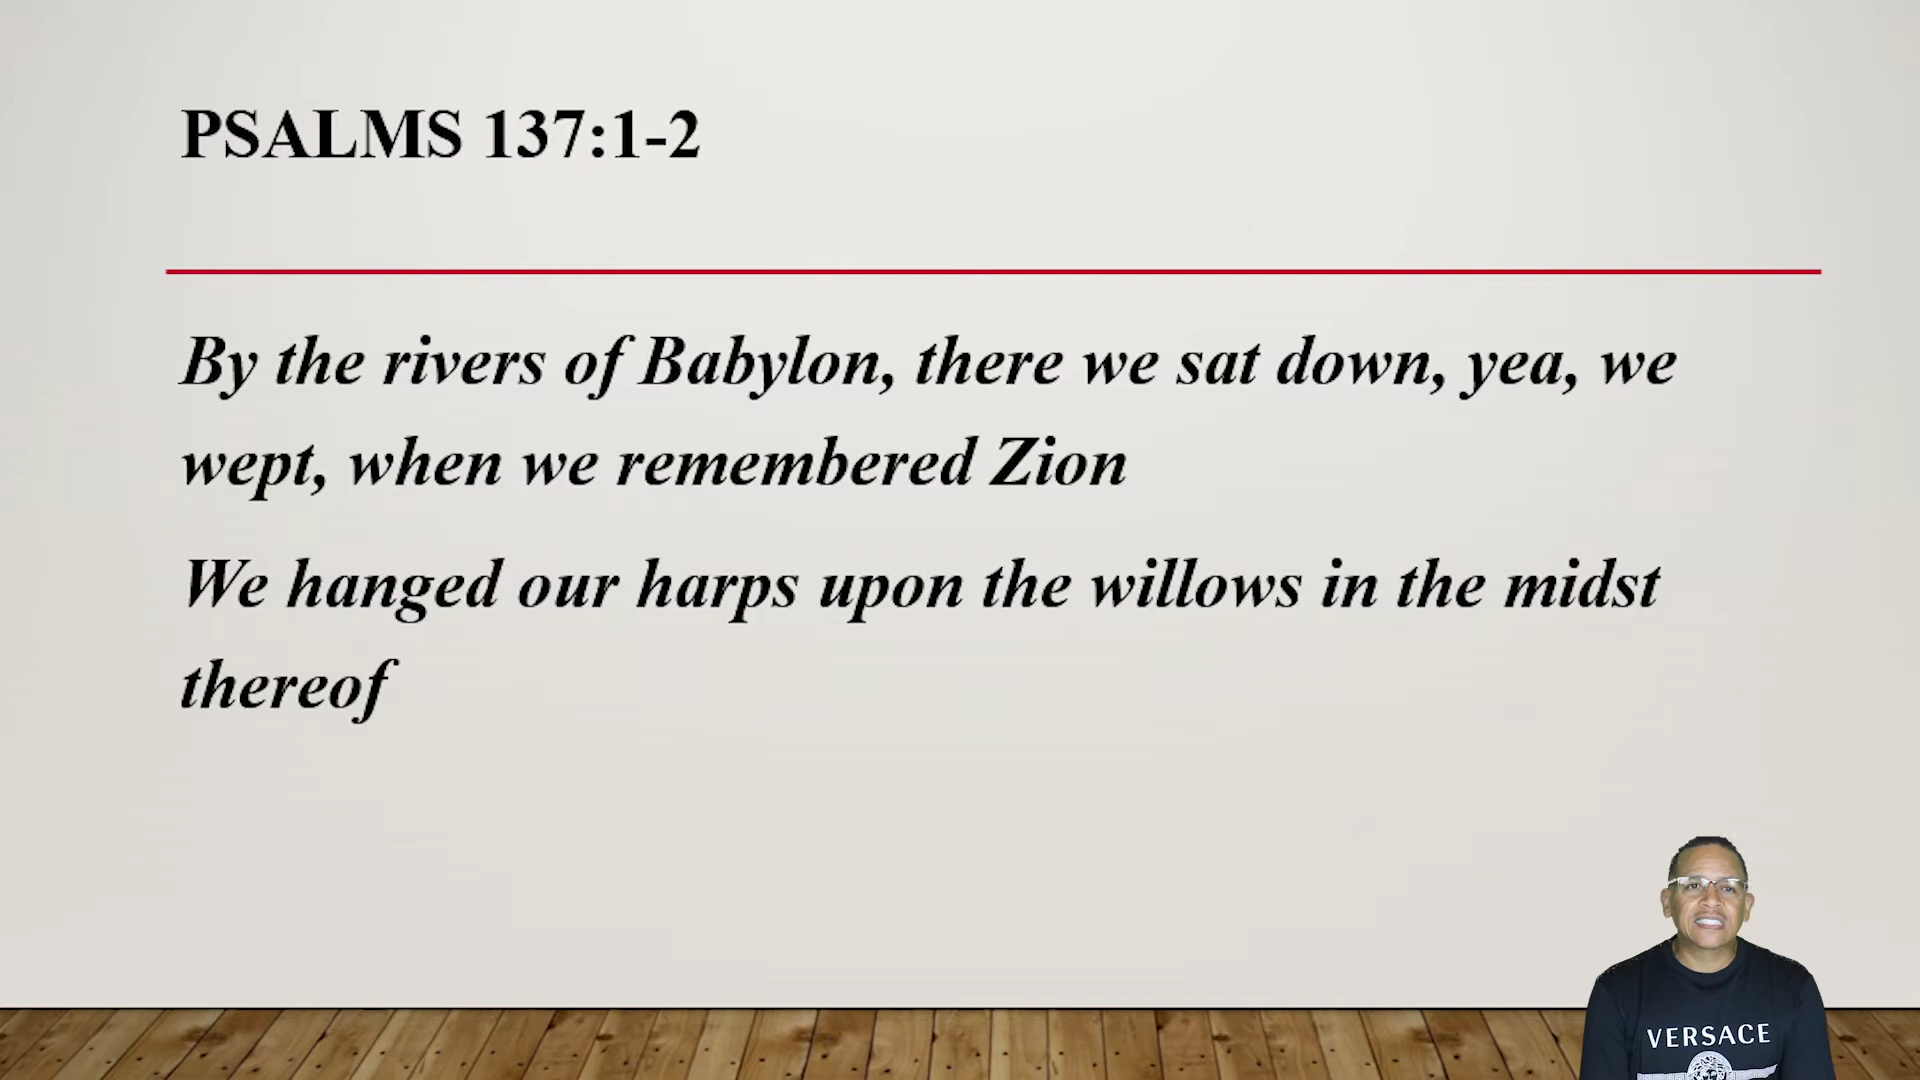 PSALMS 137:1-2
By the rivers of Babylon, there we sat down, yea, we
wept, when we remembered Zion
We hanged our harps upon the willows in the midst
thereof
VERSACE